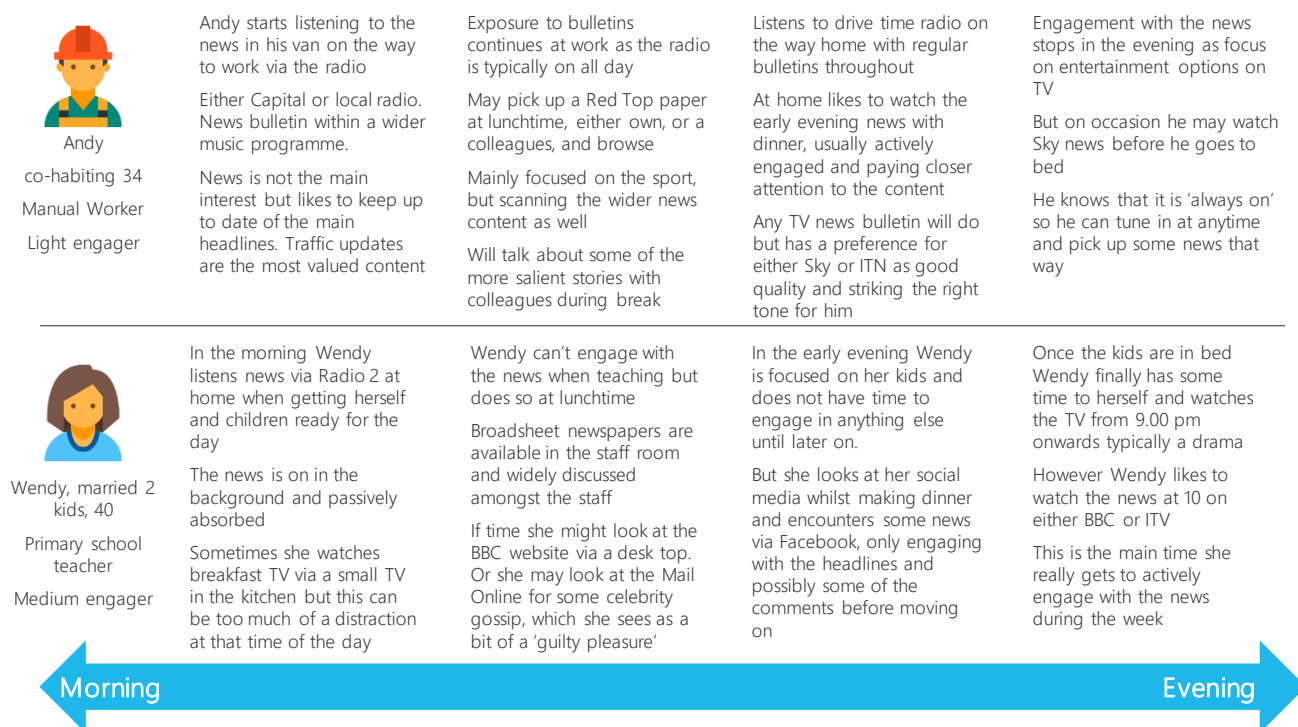 Andy
co-habiting 34
Manual Worker
Light engager
Andy starts listening to the
news in his van on the way
to work via the radio
Either Capital or local radio.
News bulletin within a wider
music programme.
News is not the main
interest but likes to keep up
to date of the main
headlines. Traffic updates
are the most valued content
Exposure to bulletins
continues at work as the radio
is typically on all day
May pick up a Red Top paper
at lunchtime, either own, or a
colleagues, and browse
Mainly focused on the sport,
but scanning the wider news
content as well
Will talk about some of the
more salient stories with
colleagues during break
Listens to drive time radio on
the way home with regular
bulletins throughout
At home likes to watch the
early evening news with
dinner, usually actively
engaged and paying closer
attention to the content
Any TV news bulletin will do
but has a preference for
either Sky or ITN as good
quality and striking the right
tone for him
Engagement with the news
stops in the evening as focus
on entertainment options on
TV
But on occasion he may watch
Sky news before he goes to
bed
He knows that it is ‘always on’
so he can tune in at anytime
and pick up some news that
way
Wendy, married 2
kids, 40
Primary school
teacher
Medium engager
In the morning Wendy
listens news via Radio 2 at
home when getting herself
and children ready for the
day
The news is on in the
background and passively
absorbed
Sometimes she watches
breakfast TV via a small TV
in the kitchen but this can
be too much of a distraction
at that time of the day
Wendy can’t engage with
the news when teaching but
does so at lunchtime
Broadsheet newspapers are
available in the staff room
and widely discussed
amongst the staff
If time she might look at the
BBC website via a desk top.
Or she may look at the Mail
Online for some celebrity
gossip, which she sees as a
bit of a ‘guilty pleasure’
In the early evening Wendy
is focused on her kids and
does not have time to
engage in anything else
until later on.
But she looks at her social
media whilst making dinner
and encounters some news
via Facebook, only engaging
with the headlines and
possibly some of the
comments before moving
on
Once the kids are in bed
Wendy finally has some
time to herself and watches
the TV from 9.00 pm
onwards typically a drama
However Wendy likes to
watch the news at 10 on
either BBC or ITV
This is the main time she
really gets to actively
engage with the news
during the week
Morning
Evening